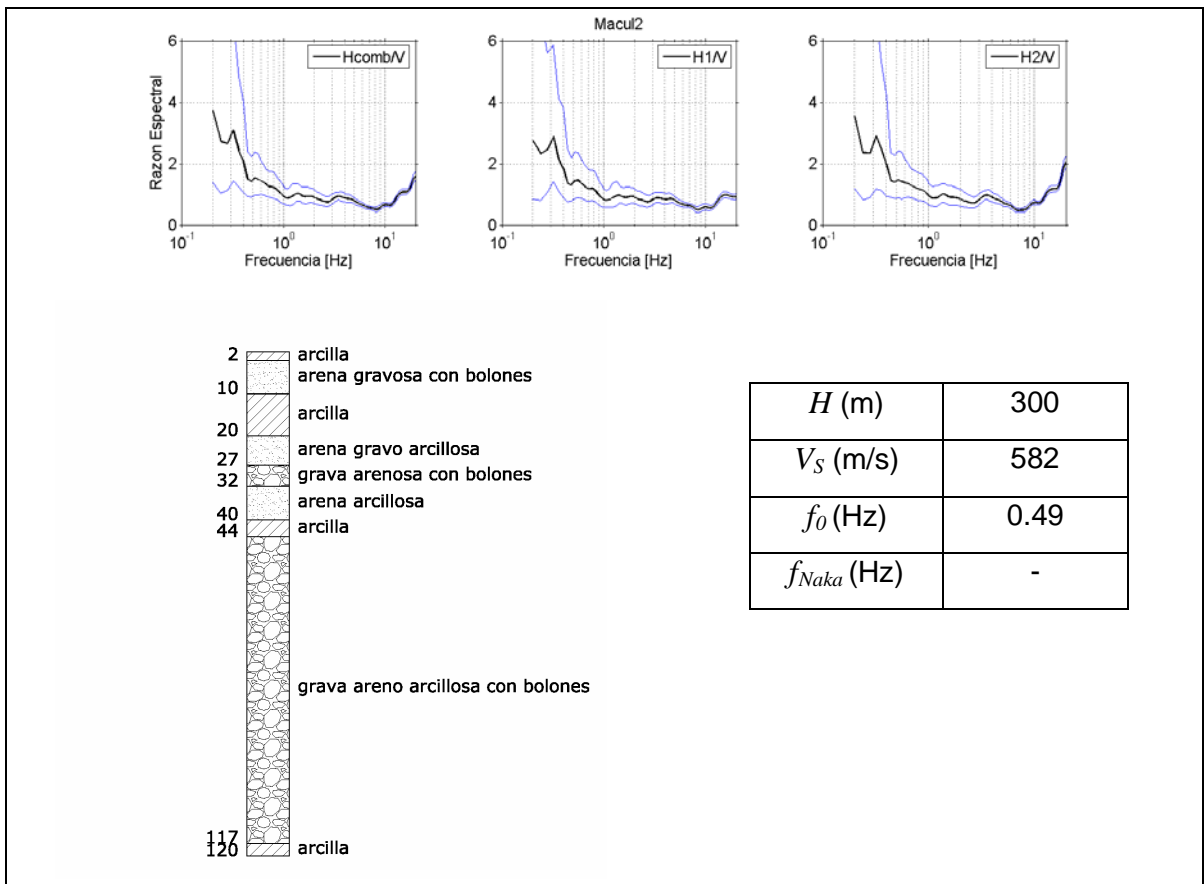 Macul2
Razon Espectral
6
4
2
0
Hcomb/V
10^-1
10^0
10^1
Frecuencia [Hz]
6
4
2
0
H1/V
10^-1
10^0
10^1
Frecuencia [Hz]
6
4
2
0
H2/V
10^-1
10^0
10^1
Frecuencia [Hz]
2 arcilla
arena gravosa con bolones
10
arcilla
20
arena gravo arcillosa
27
grava arenosa con bolones
32
arena arcillosa
40
44 arcilla
grava areno arcillosa con bolones
117
120 arcilla
H (m) 300
V_S (m/s) 582
f_0 (Hz) 0.49
f_Naka (Hz) -